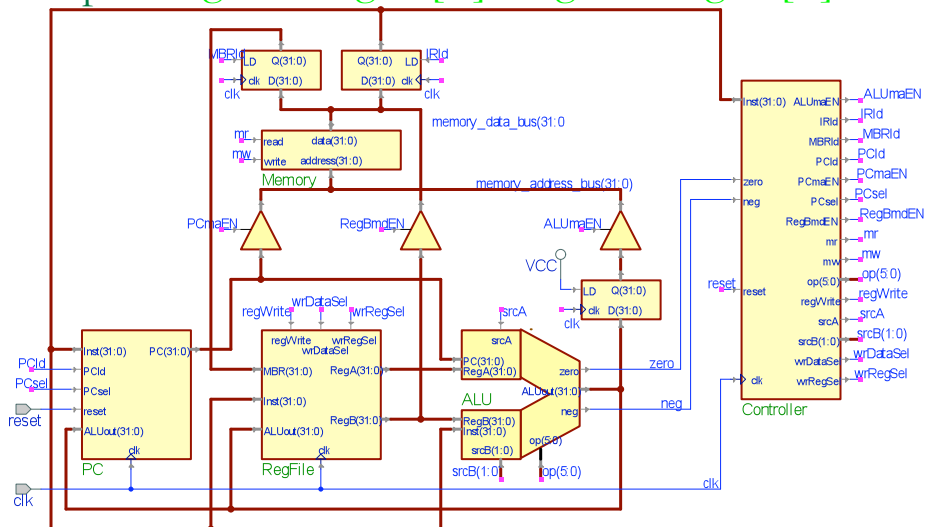 MBRld
LD
Q(31:0)
clk
D(31:0)
clk
Q(31:0)
LD
IRld
D(31:0)
clk
clk
memory_data_bus(31:0
mr
read
data(31:0)
mw
write
address(31:0)
Memory
memory_address_bus(31:0)
PCmaEN
RegBmdEN
ALUmaEN
VCC
LD
Q(31:0)
clk
D(31:0)
clk
Inst(31:0)
zero
neg
reset
reset
clk
ALUmaEN
IRld
MBRld
PCld
PCmaEN
PCsel
RegBmdEN
mr
mw
op(5:0)
regWrite
srcA
srcB(1:0)
wrDataSel
wrRegSe
Controller
ALUmaEN
IRld
MBRld
PCld
PCmaEN
PCsel
RegBmdEN
mr
mw
op(5:0)
regWrite
srcA
srcB(1:0)
wrDataSel
wrRegSel
PCld
PCsel
reset
clk
Inst(31:0)
PC(31:0)
PCld
PCsel
reset
ALUout(31:0)
clk
PC
regWrite
wrDataSel
wrRegSel
regWrite
wrRegSel
wrDataSel
MBR(31:0)
RegA(31:0)
Inst(31:0)
RegB(31:0)
ALUout(31:0)
clk
RegFile
srcA
srcA
PC(31:0)
RegA(31:0)
zero
ALUout(31:0)
neg
ALU
RegB(31:0)
Inst(31:0)
srcB(1:0)
op(5:0)
srcB(1:0)
op(5:0)
zero
neg
clk